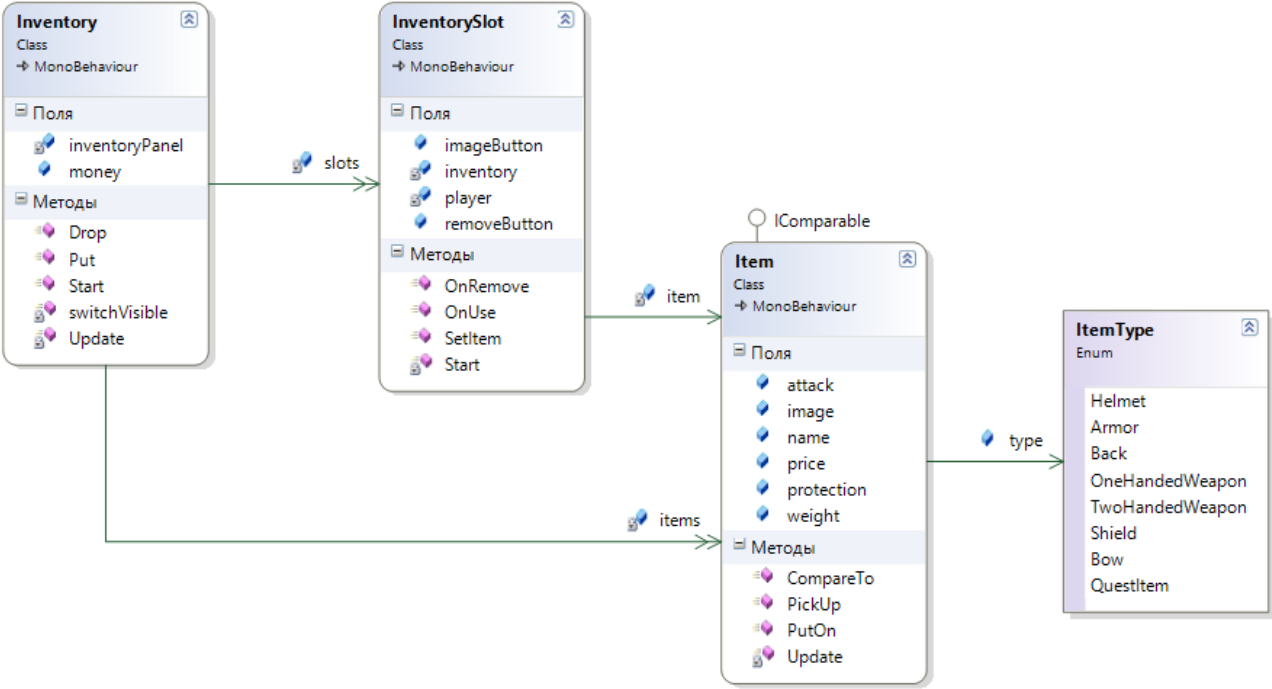 Inventory
Class
MonoBehaviour
Поля
inventoryPanel
money
Методы
Drop
Put
Start
switchVisible
Update
slots
InventorySlot
Class
MonoBehaviour
Поля
imageButton
inventory
player
removeButton
Методы
OnRemove
OnUse
SetItem
Start
item
items
IComparable
Item
Class
MonoBehaviour
Поля
attack
image
name
price
protection
weight
Методы
CompareTo
PickUp
PutOn
Update
type
ItemType
Enum
Helmet
Armor
Back
OneHandedWeapon
TwoHandedWeapon
Shield
Bow
QuestItem